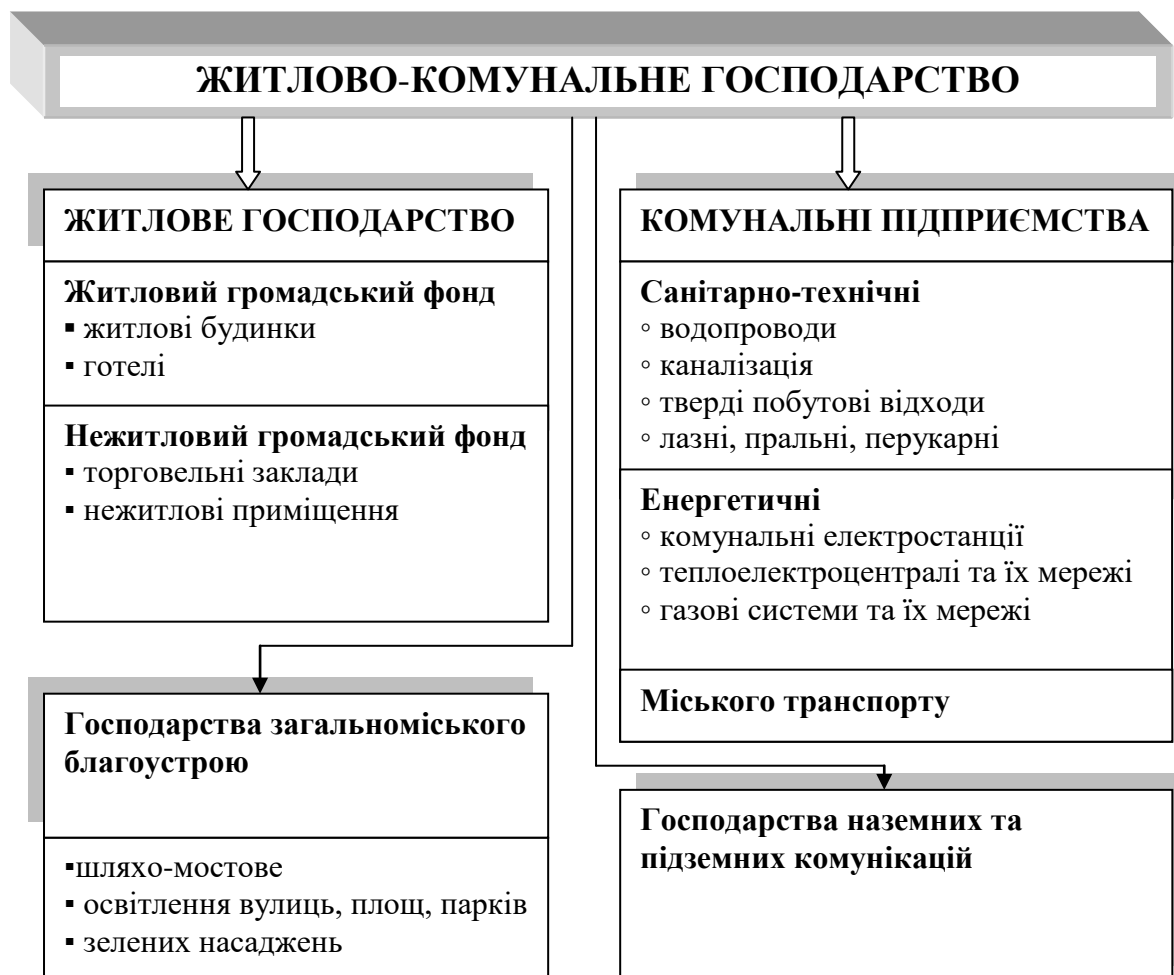 ЖИТЛОВО-КОМУНАЛЬНЕ ГОСПОДАРСТВО
ЖИТЛОВЕ ГОСПОДАРСТВО
Житловий громадський фонд
▪ житлові будинки
▪ готелі
Нежитловий громадський фонд
▪ торговельні заклади
▪ нежитлові приміщення
КОМУНАЛЬНІ ПІДПРИЄМСТВА
Санітарно-технічні
◦ водопроводи
◦ каналізація
◦ тверді побутові відходи
◦ лазні, пральні, перукарні
Енергетичні
◦ комунальні електростанції
◦ теплоелектроцентралі та їх мережі
◦ газові системи та їх мережі
Міського транспорту
Господарства загальноміського
благоустрою
▪шляхо-мостове
▪ освітлення вулиць, площ, парків
▪ зелених насаджень
Господарства наземних та
підземних комунікацій